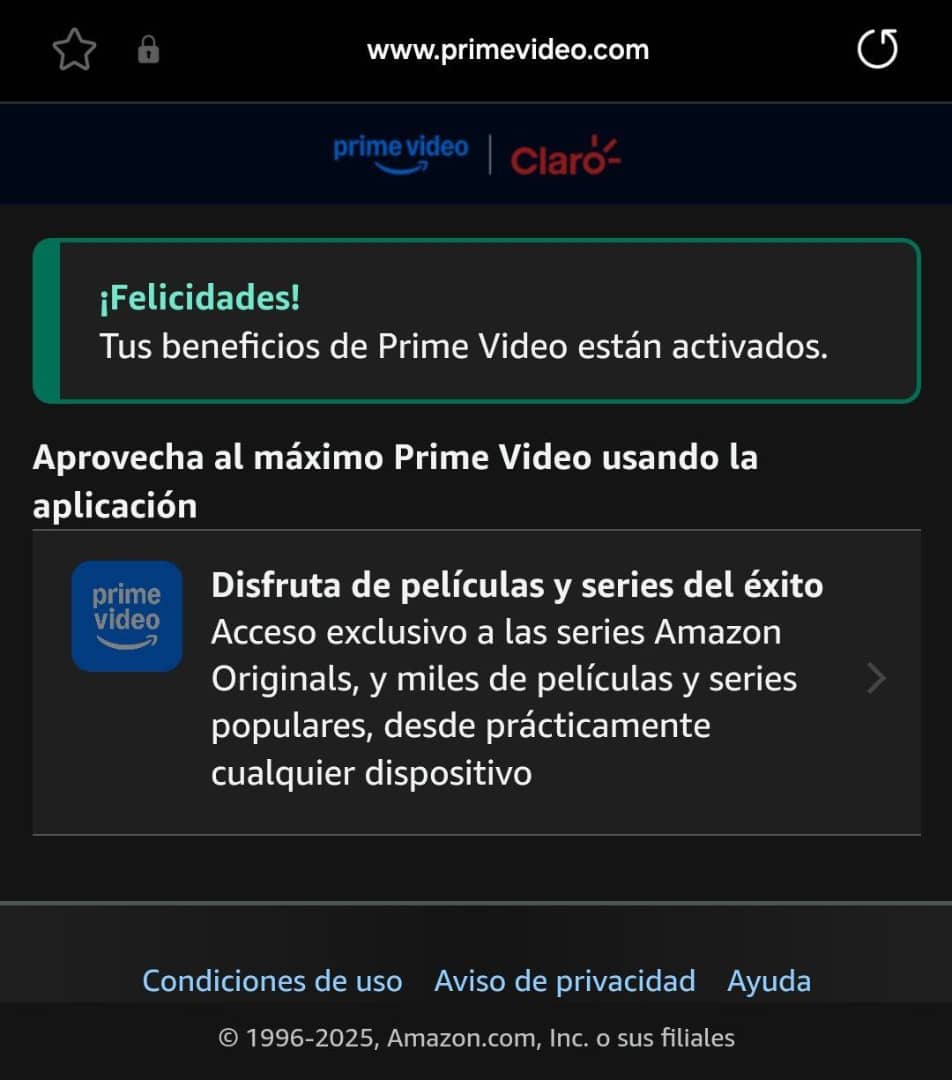 www.primevideo.com
prime video | Claro
¡Felicidades!
Tus beneficios de Prime Video están activados.
Aprovecha al máximo Prime Video usando la
aplicación
prime
video
Disfruta de películas y series del éxito
Acceso exclusivo a las series Amazon
Originals, y miles de películas y series
populares, desde prácticamente
cualquier dispositivo
Condiciones de uso Aviso de privacidad Ayuda
© 1996-2025, Amazon.com, Inc. o sus filiales